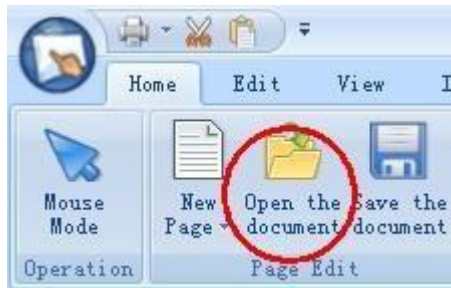 Home Edit View
Mouse Mode
New Page
Open the document
Save the document
Operation Page Edit